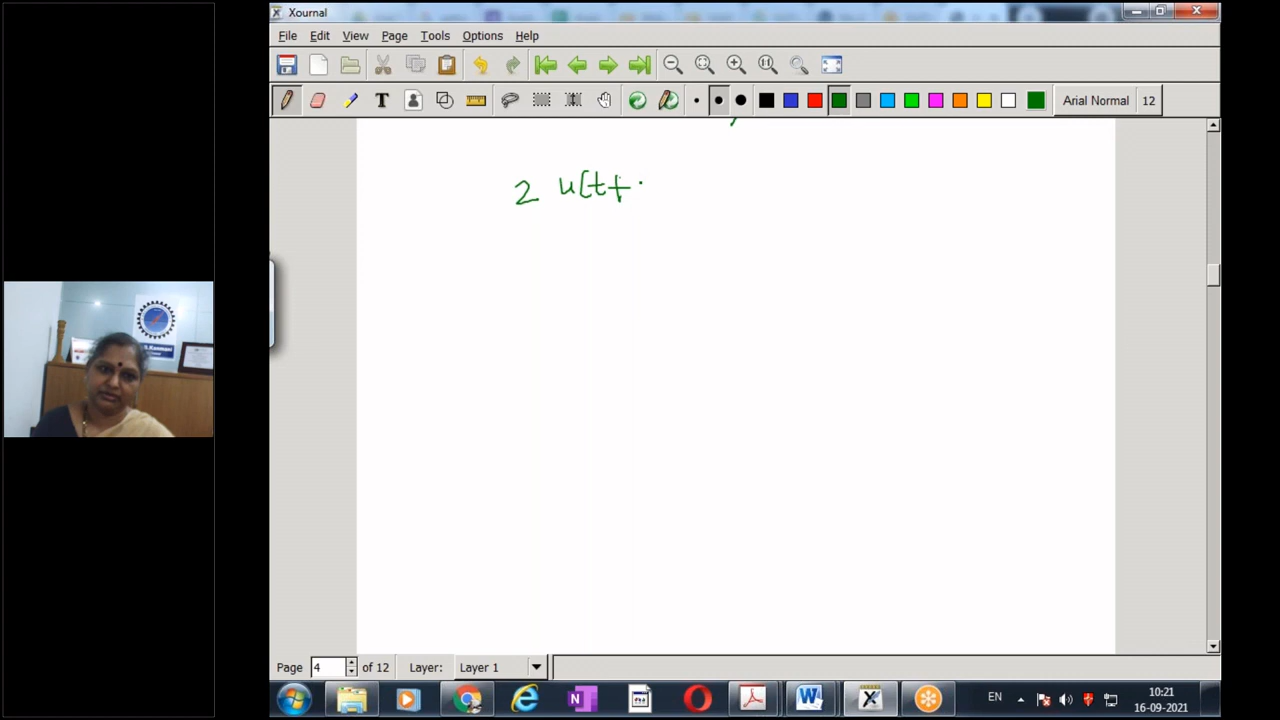 Xournal
File Edit View Page Tools Options Help
T Arial Normal 12
2 u(t+
Page 4 of 12 Layer: Layer 1
EN 10:21
16-09-2021